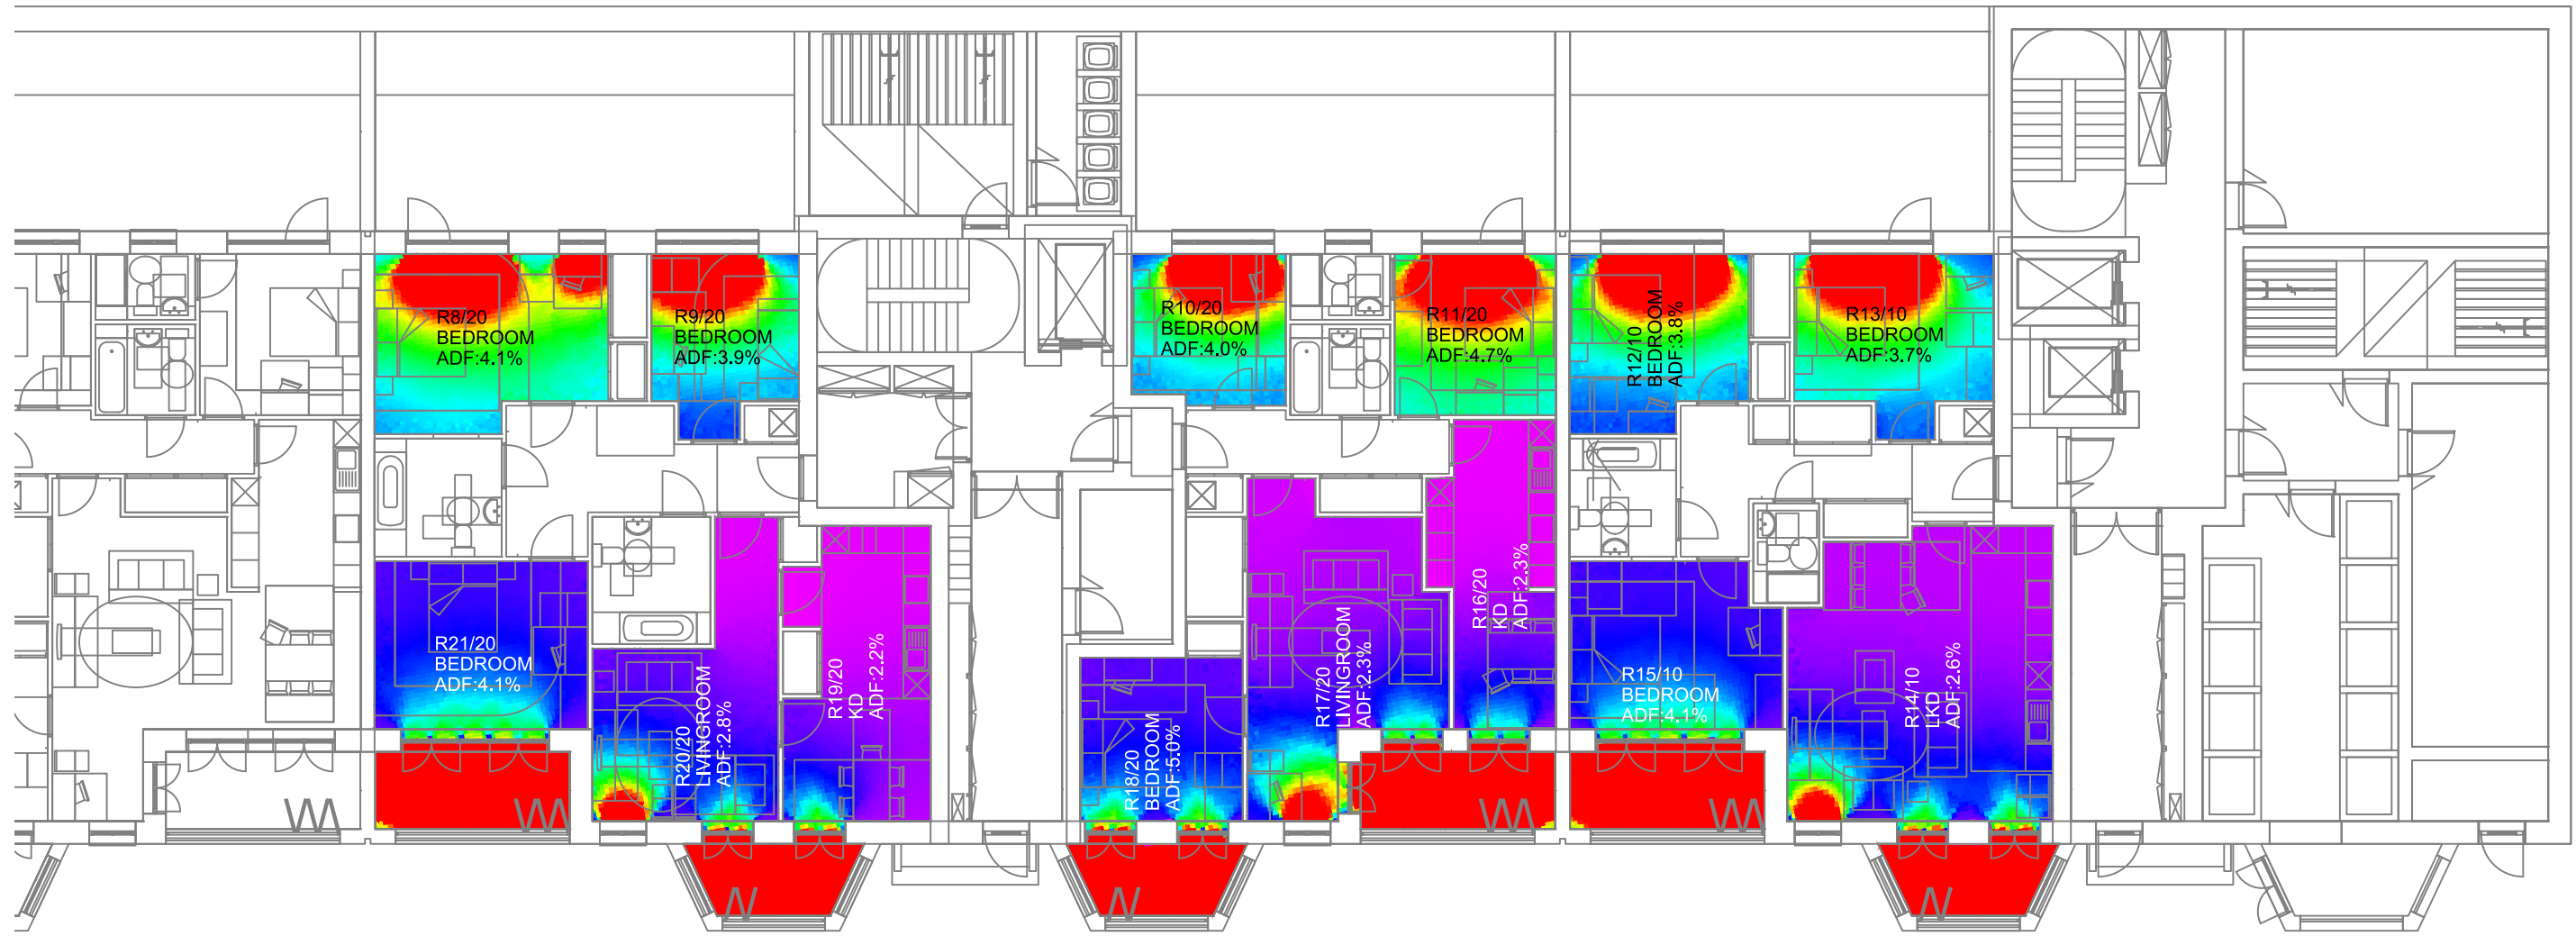 R8/20
BEDROOM
ADF:4.1%
R9/20
BEDROOM
ADF:3.9%
R10/20
BEDROOM
ADF:4.0%
R11/20
BEDROOM
ADF:4.7%
R12/10
BEDROOM
ADF:3.8%
R13/10
BEDROOM
ADF:3.7%
R21/20
BEDROOM
ADF:4.1%
R20/20
LIVINGROOM
ADF:2.8%
R19/20
KD
ADF:2.2%
R18/20
BEDROOM
ADF:5.0%
R17/20
LIVINGROOM
ADF:2.3%
R16/20
KD
ADF:2.3%
R15/10
BEDROOM
ADF:4.1%
R14/10
LKD
ADF:2.6%
W
W
W
W
W
W
W